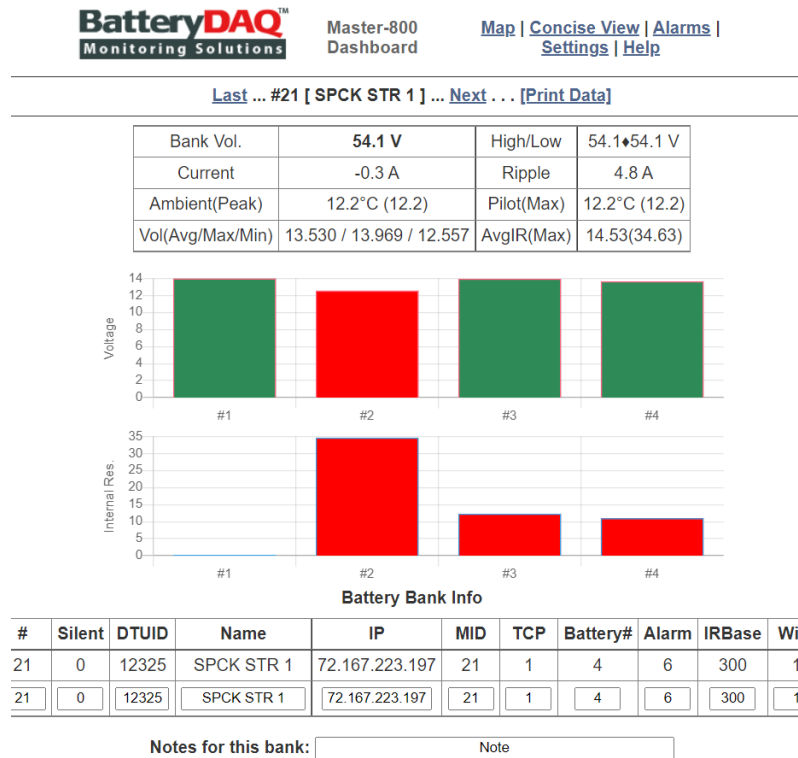 BatteryDAQ™
Monitoring Solutions
Master-800
Dashboard
Map | Concise View | Alarms |
Settings | Help
Last ... #21 [ SPCK STR 1 ] ... Next . . . [Print Data]
Bank Vol. 54.1 V High/Low 54.1♦54.1 V
Current -0.3 A Ripple 4.8 A
Ambient(Peak) 12.2°C (12.2) Pilot(Max) 12.2°C (12.2)
Vol(Avg/Max/Min) 13.530 / 13.969 / 12.557 AvgIR(Max) 14.53(34.63)
Voltage
14
12
10
8
6
4
2
0
#1 #2 #3 #4
Internal Res.
35
30
25
20
15
10
5
0
#1 #2 #3 #4
Battery Bank Info
# Silent DTUID Name IP MID TCP Battery# Alarm IRBase Wi
21 0 12325 SPCK STR 1 72.167.223.197 21 1 4 6 300 1
21 0 12325 SPCK STR 1 72.167.223.197 21 1 4 6 300 1
Notes for this bank: Note